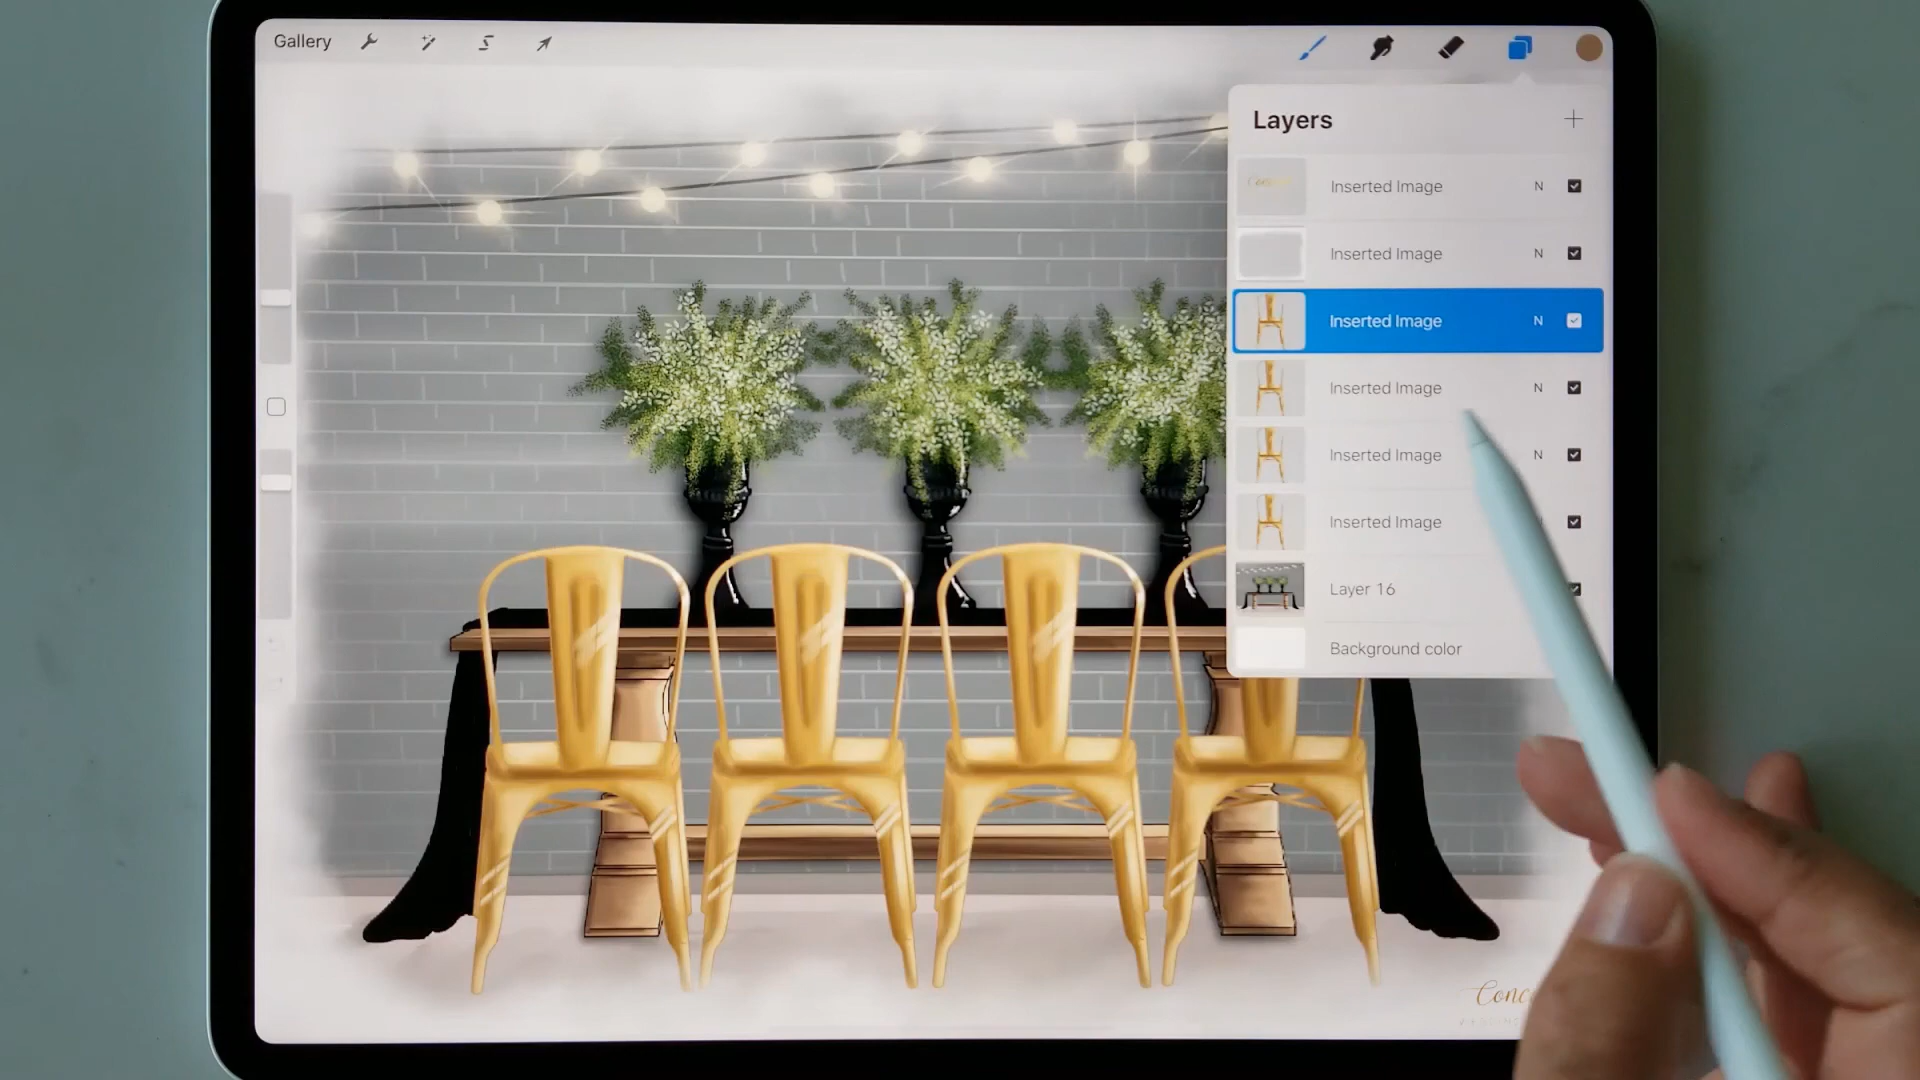 Gallery
Layers
Inserted Image N
Inserted Image N
Inserted Image N
Inserted Image N
Inserted Image N
Inserted Image
Layer 16
Background color